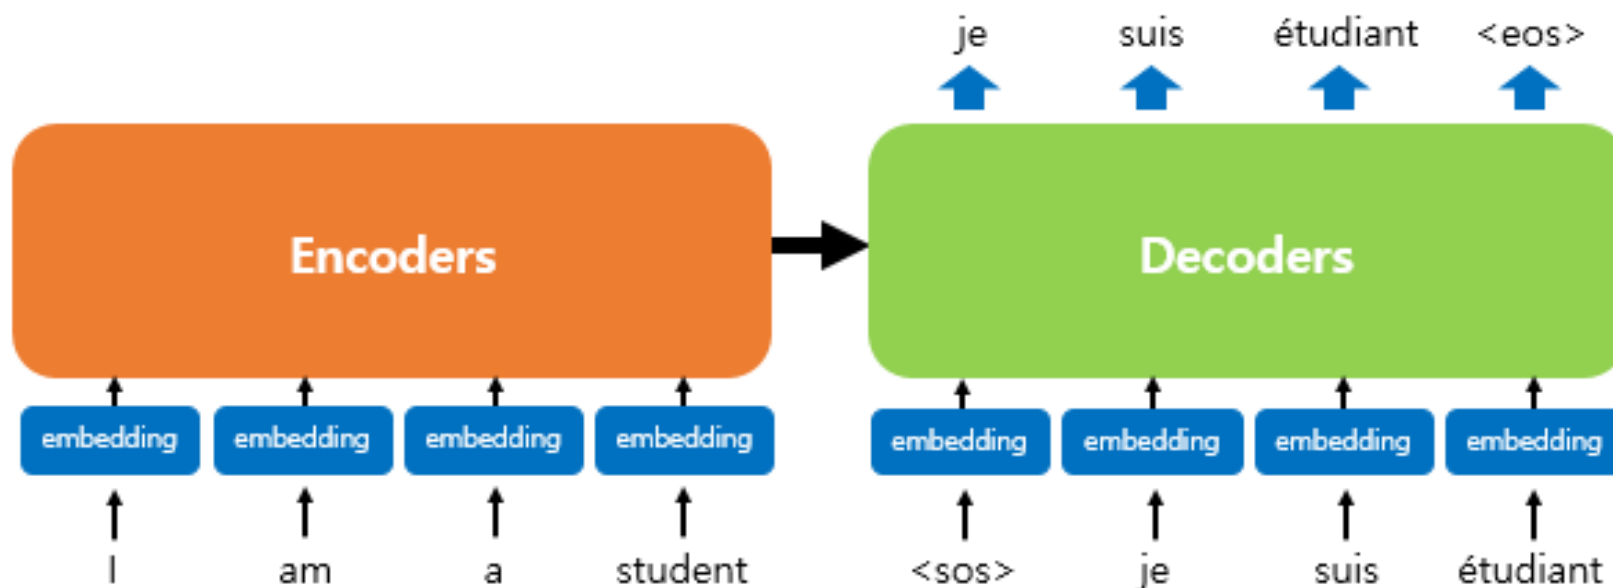 je suis étudiant <eos>
Encoders
Decoders
embedding embedding embedding embedding embedding embedding embedding embedding
I am a student <sos> je suis étudiant